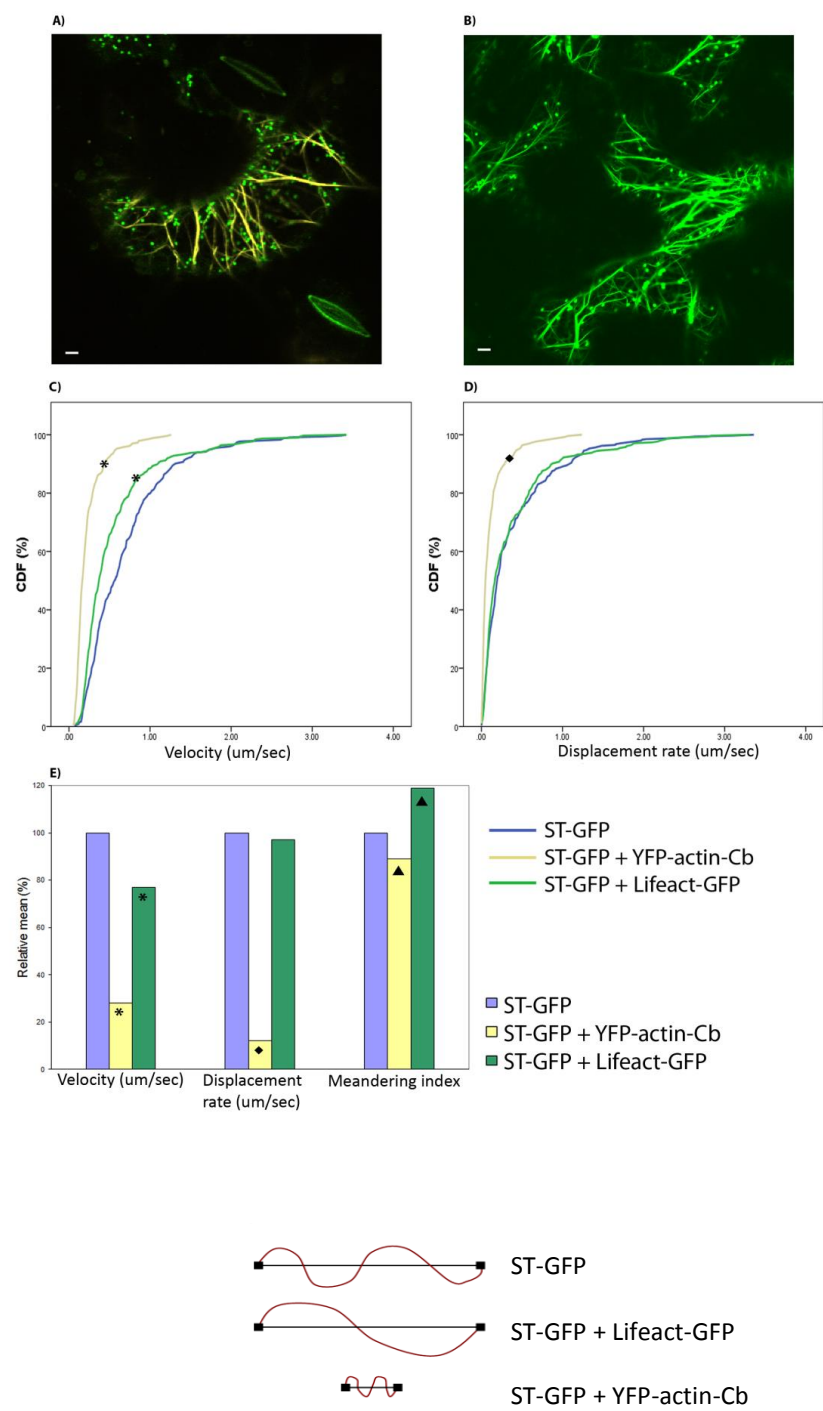 A)
B)
C)
D)
100
80
60
40
20
0
CDF (%)
.00
1.00
2.00
3.00
4.00
Velocity (um/sec)
100
80
60
40
20
0
CDF (%)
.00
1.00
2.00
3.00
4.00
Displacement rate (um/sec)
E)
120
100
80
60
40
20
0
Relative mean (%)
Velocity (um/sec)
Displacement
rate (um/sec)
Meandering index
ST-GFP
ST-GFP + YFP-actin-Cb
ST-GFP + Lifeact-GFP
ST-GFP
ST-GFP + YFP-actin-Cb
ST-GFP + Lifeact-GFP
ST-GFP
ST-GFP + Lifeact-GFP
ST-GFP + YFP-actin-Cb